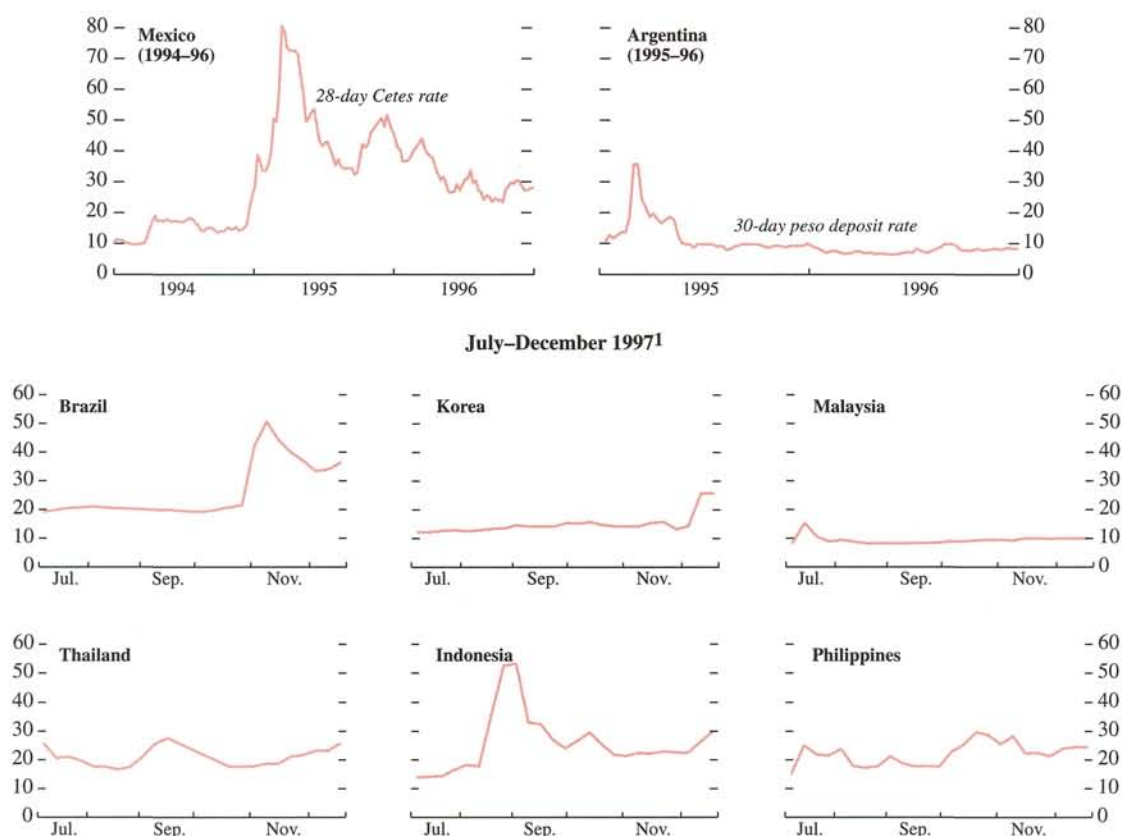 80
70
60
50
40
30
20
10
0
Mexico
(1994–96)
28-day Cetes rate
1994 1995 1996
Argentina
(1995–96)
30-day peso deposit rate
80
70
60
50
40
30
20
10
0
1995 1996
July–December 1997¹
60
50
40
30
20
10
0
Brazil
Jul. Sep. Nov.
Korea
Jul. Sep. Nov.
Malaysia
60
50
40
30
20
10
0
Jul. Sep. Nov.
60
50
40
30
20
10
0
Thailand
Jul. Sep. Nov.
Indonesia
Jul. Sep. Nov.
Philippines
60
50
40
30
20
10
0
Jul. Sep. Nov.